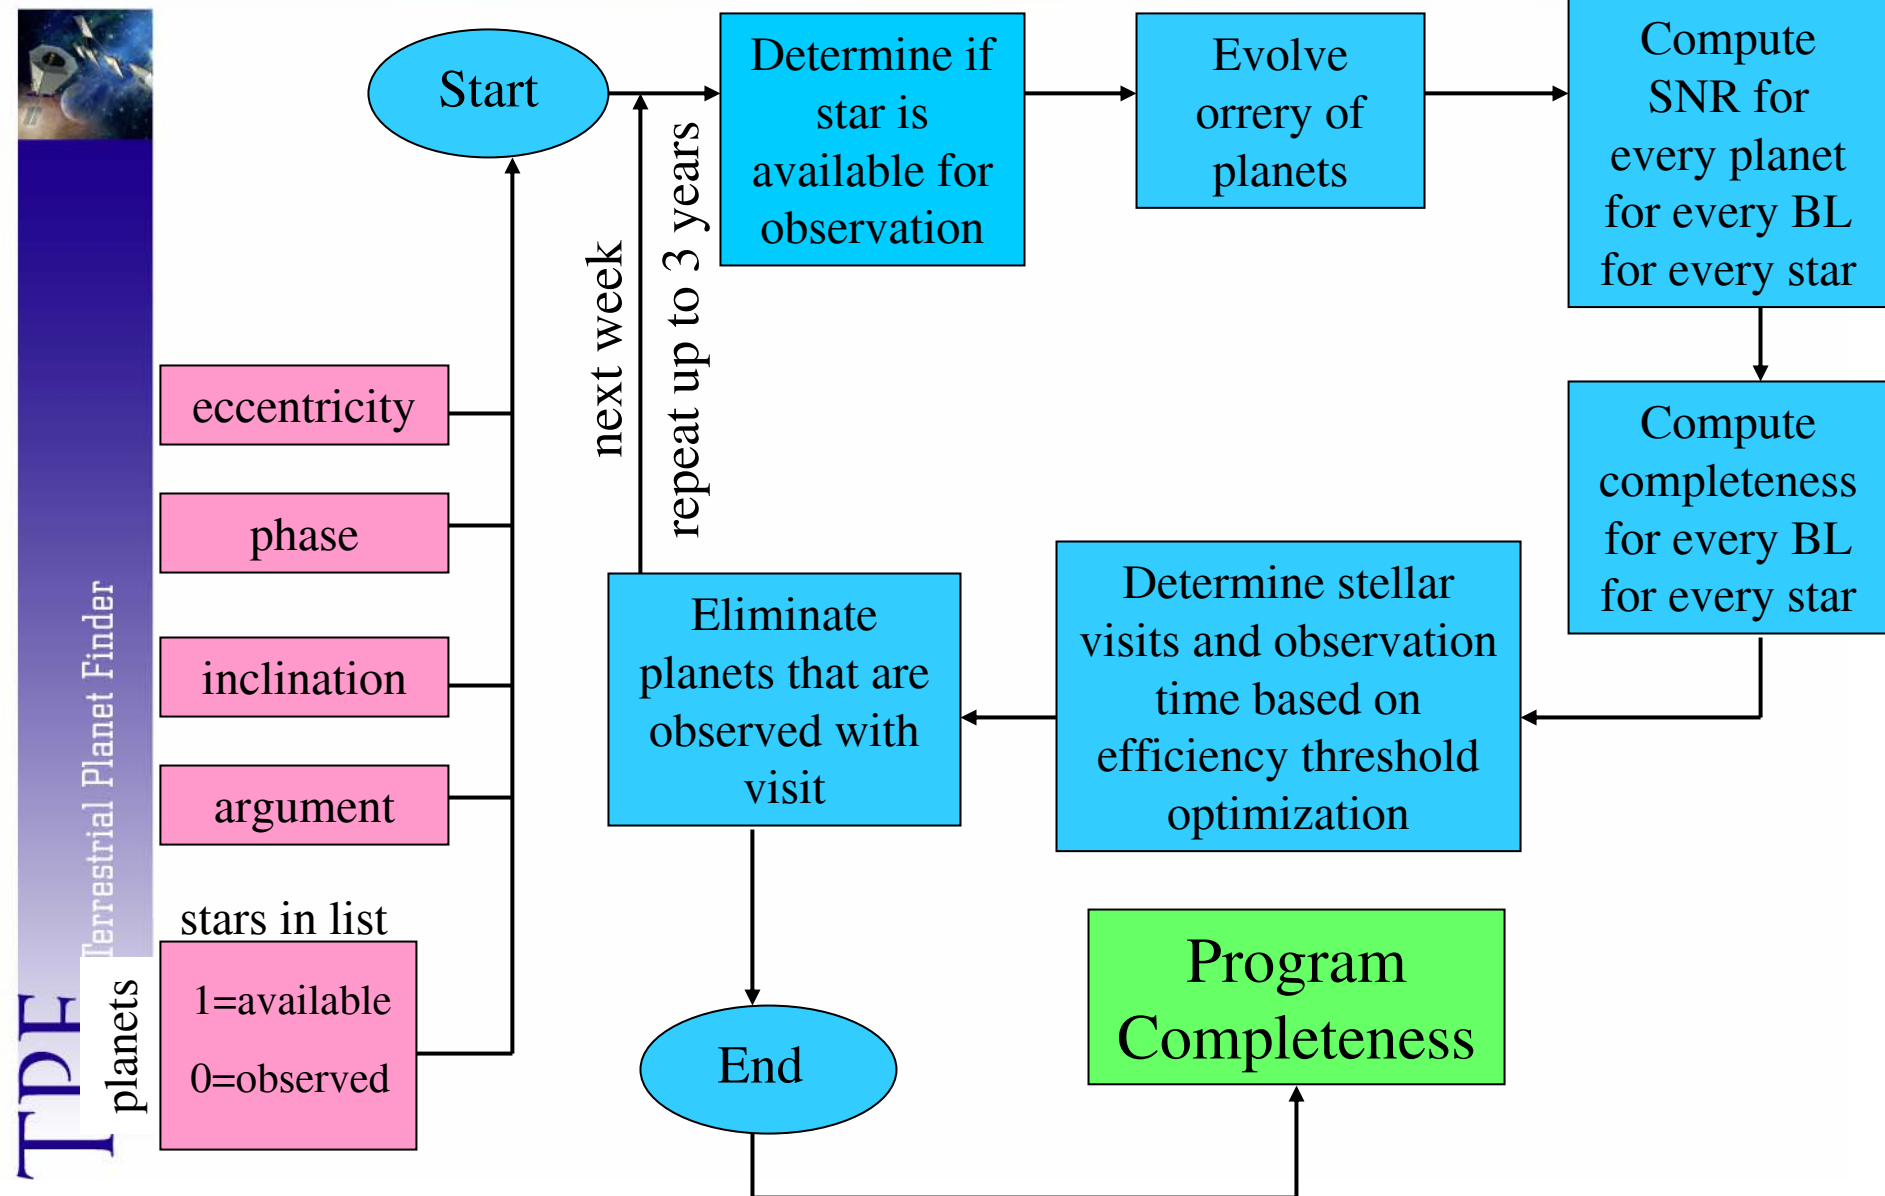 Start
Determine if
star is
available for
observation
Evolve
orrery of
planets
Compute
SNR for
every planet
for every BL
for every star
Compute
completeness
for every BL
for every star
Determine stellar
visits and observation
time based on
efficiency threshold
optimization
Eliminate
planets that are
observed with
visit
next week
repeat up to 3 years
End
Program
Completeness
eccentricity
phase
inclination
argument
stars in list
planets
1=available
0=observed
TPF
Terrestrial Planet Finder